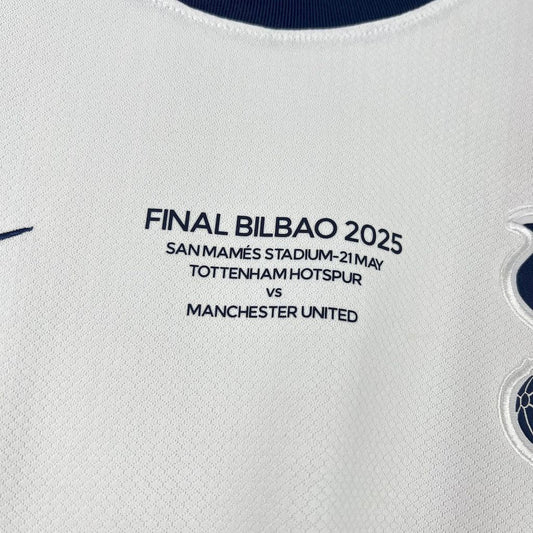 FINAL BILBAO 2025
SAN MAMÉS STADIUM-21 MAY
TOTTENHAM HOTSPUR
vs
MANCHESTER UNITED